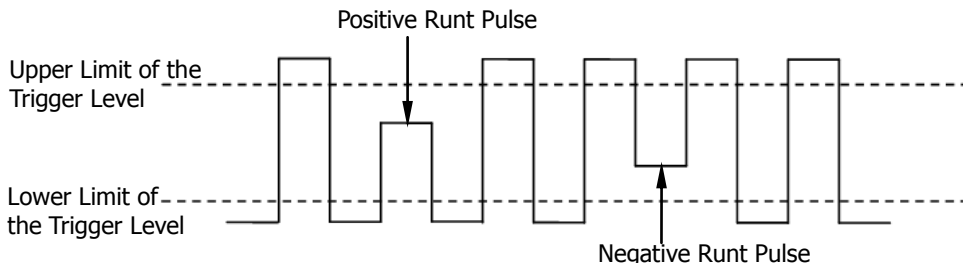 Positive Runt Pulse
Upper Limit of the
Trigger Level
Lower Limit of
the Trigger Level
Negative Runt Pulse